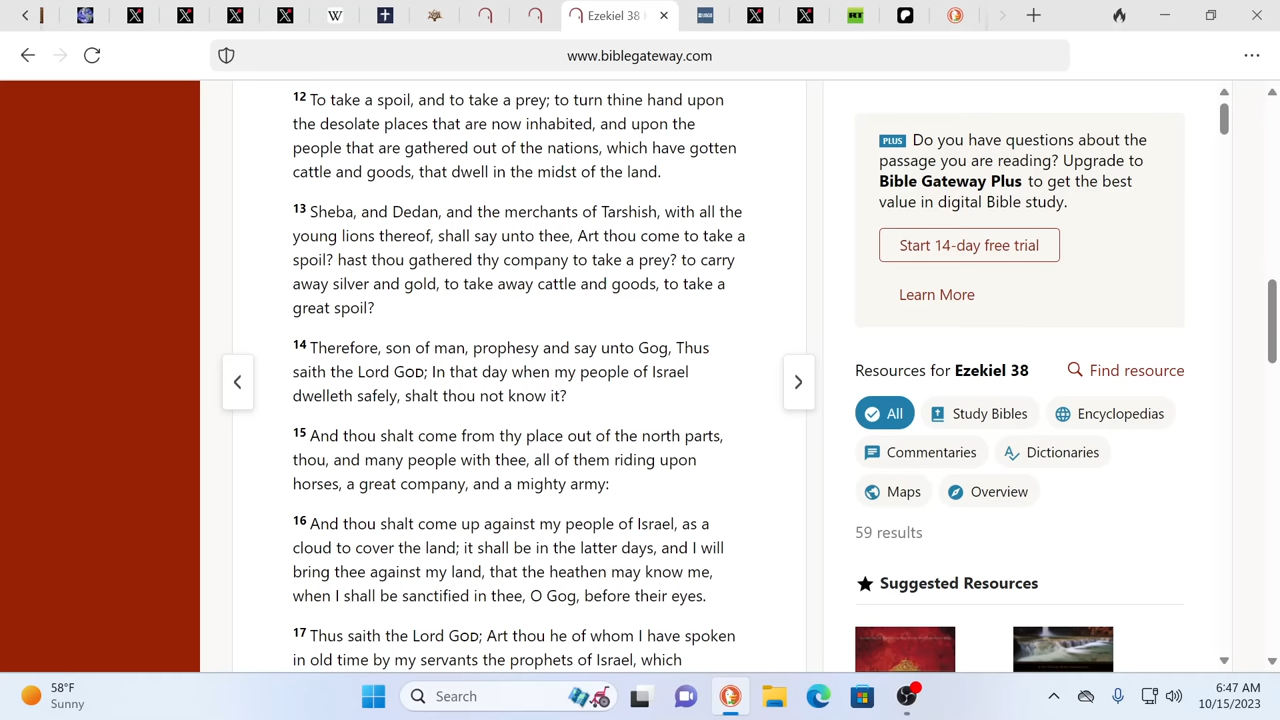 Ezekiel 38
www.biblegateway.com
12 To take a spoil, and to take a prey; to turn thine hand upon
the desolate places that are now inhabited, and upon the
people that are gathered out of the nations, which have gotten
cattle and goods, that dwell in the midst of the land.
13 Sheba, and Dedan, and the merchants of Tarshish, with all the
young lions thereof, shall say unto thee, Art thou come to take a
spoil? hast thou gathered thy company to take a prey? to carry
away silver and gold, to take away cattle and goods, to take a
great spoil?
14 Therefore, son of man, prophesy and say unto Gog, Thus
saith the Lord GOD; In that day when my people of Israel
dwelleth safely, shalt thou not know it?
15 And thou shalt come from thy place out of the north parts,
thou, and many people with thee, all of them riding upon
horses, a great company, and a mighty army:
16 And thou shalt come up against my people of Israel, as a
cloud to cover the land; it shall be in the latter days, and I will
bring thee against my land, that the heathen may know me,
when I shall be sanctified in thee, O Gog, before their eyes.
17 Thus saith the Lord GOD; Art thou he of whom I have spoken
in old time by my servants the prophets of Israel, which
PLUS Do you have questions about the
passage you are reading? Upgrade to
Bible Gateway Plus to get the best
value in digital Bible study.
Start 14-day free trial
Learn More
Resources for Ezekiel 38
Find resource
All
Study Bibles
Encyclopedias
Commentaries
Dictionaries
Maps
Overview
59 results
Suggested Resources
58°F
Sunny
Search
6:47 AM
10/15/2023
W
RT